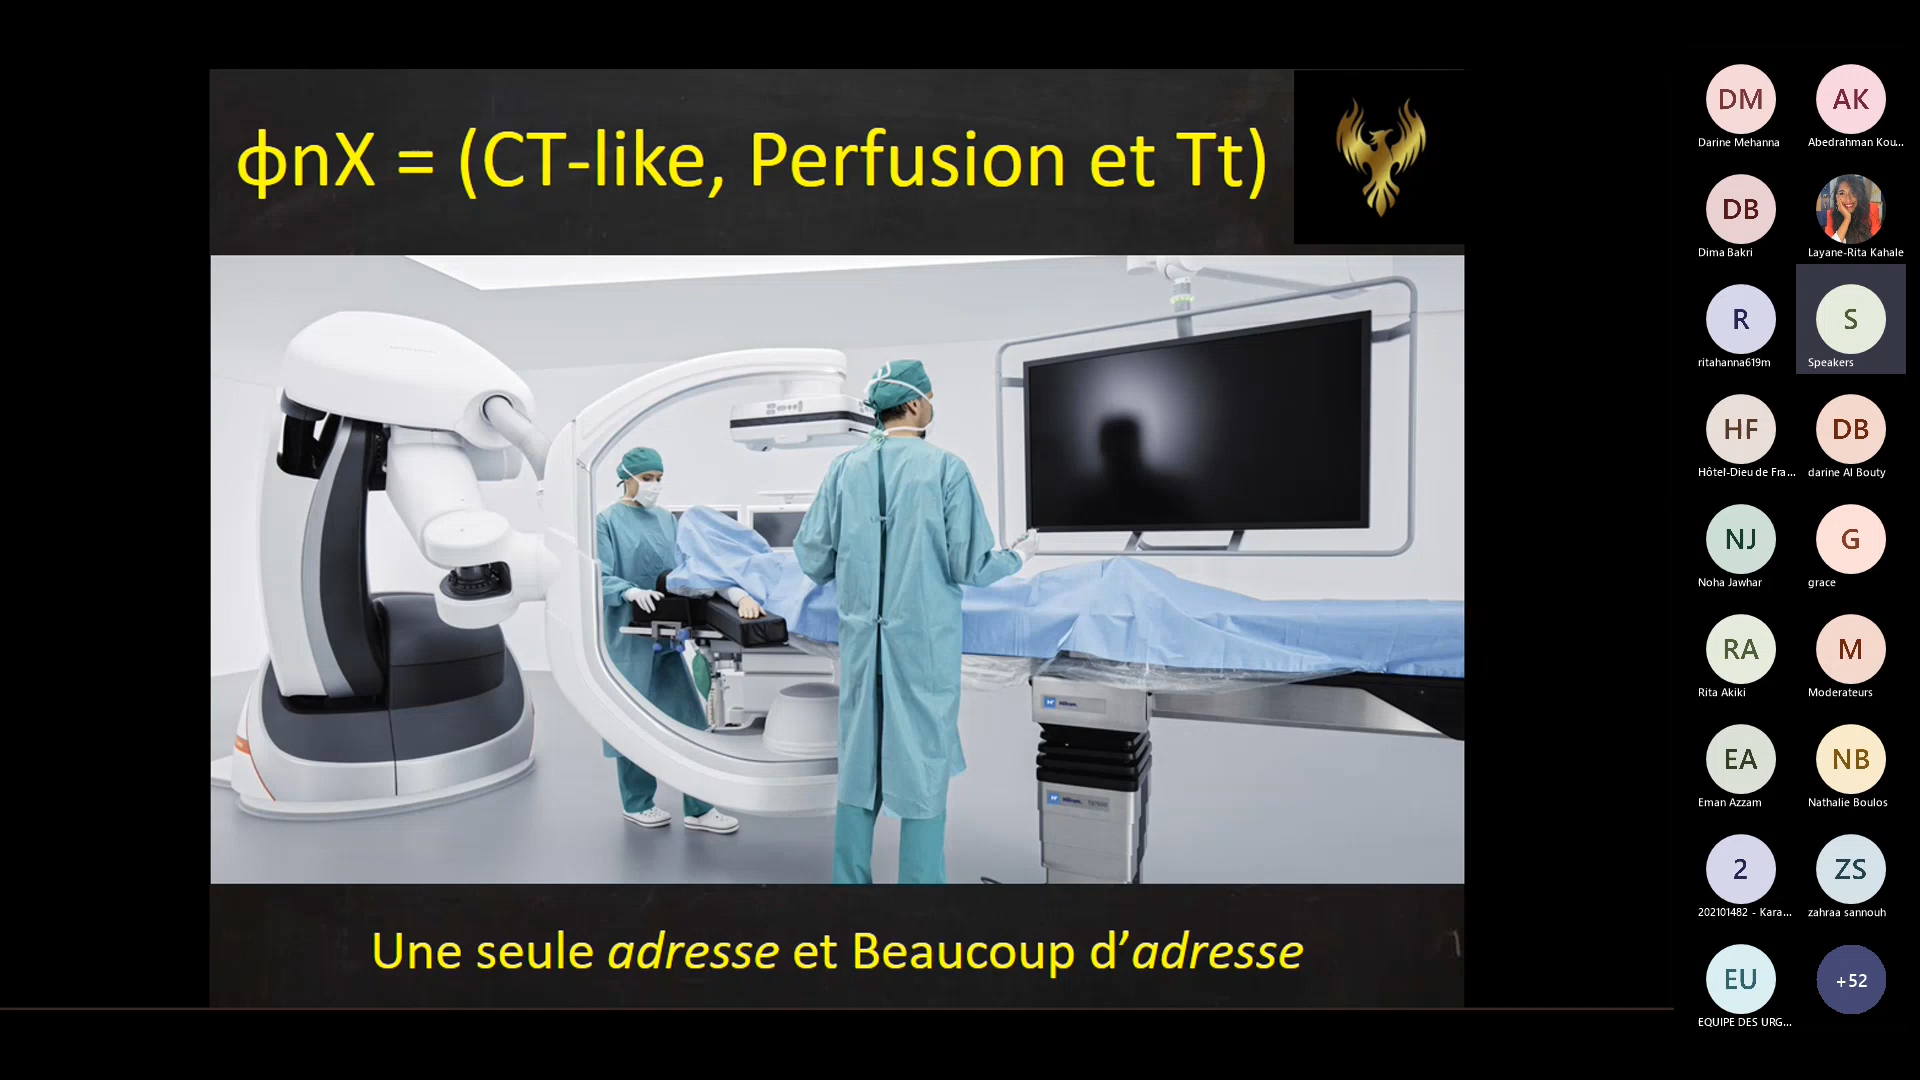 ϕnX = (CT-like, Perfusion et Tt)
Une seule adresse et Beaucoup d’adresse
DM
Darine Mehanna
AK
Abedrahman Kou...
DB
Dima Bakri
Layane-Rita Kahale
R
ritahanna619m
S
Speakers
HF
Hôtel-Dieu de Fra...
DB
darine Al Bouty
NJ
Noha Jawhar
G
grace
RA
Rita Akiki
M
Moderateurs
EA
Eman Azzam
NB
Nathalie Boulos
2
202101482 - Kara...
ZS
zahraa sannouh
EU
EQUIPE DES URG...
+52